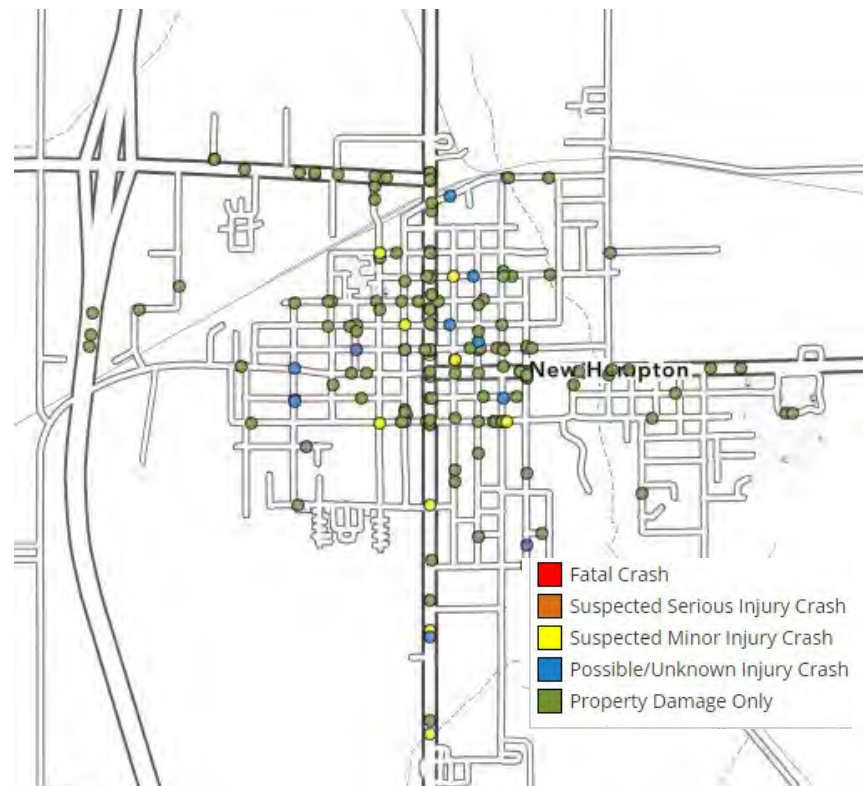 New Hampton
Fatal Crash
Suspected Serious Injury Crash
Suspected Minor Injury Crash
Possible/Unknown Injury Crash
Property Damage Only